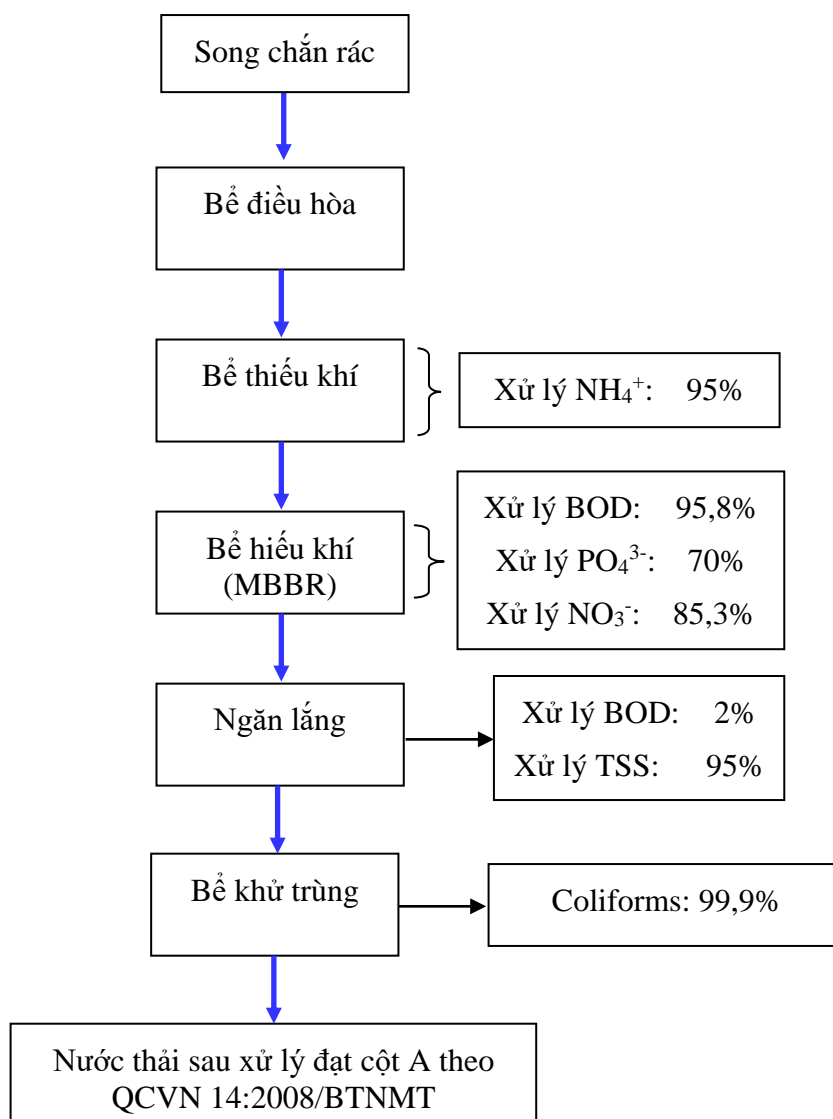 Song chắn rác
Bể điều hòa
Bể thiếu khí
Xử lý NH₄⁺: 95%
Bể hiếu khí
(MBBR)
Xử lý BOD: 95,8%
Xử lý PO₄³⁻: 70%
Xử lý NO₃⁻: 85,3%
Ngăn lắng
Xử lý BOD: 2%
Xử lý TSS: 95%
Bể khử trùng
Coliforms: 99,9%
Nước thải sau xử lý đạt cột A theo
QCVN 14:2008/BTNMT